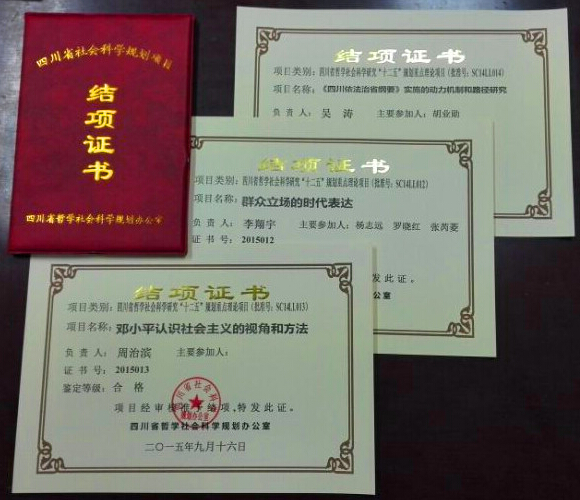 四川省社会科学规划项目
结项证书
四川省哲学社会科学规划办公室
结项证书
项目类别：四川省哲学社会科学研究“十二五”规划重点理论项目（批准号：SC14LL014）
项目名称：《四川依法治省纲要》实施的动力机制和路径研究
负责人：吴涛 主要参加人：胡业勋
结项证书
项目类别：四川省哲学社会科学研究“十二五”规划重点理论项目（批准号：SC14LL012）
项目名称：群众立场的时代表达
负责人：李翔宇 主要参加人：杨志远 罗晓红 张芮菱
证书号：2015012
发此证。
公室
结项证书
项目类别：四川省哲学社会科学研究“十二五”规划重点理论项目（批准号：SC14LL013）
项目名称：邓小平认识社会主义的视角和方法
负责人：周治滨 主要参加人：
证书号：2015013
鉴定等级：合格
项目经审核准予结项，特发此证。
四川省哲学社会科学规划办公室
二〇一五年九月十六日